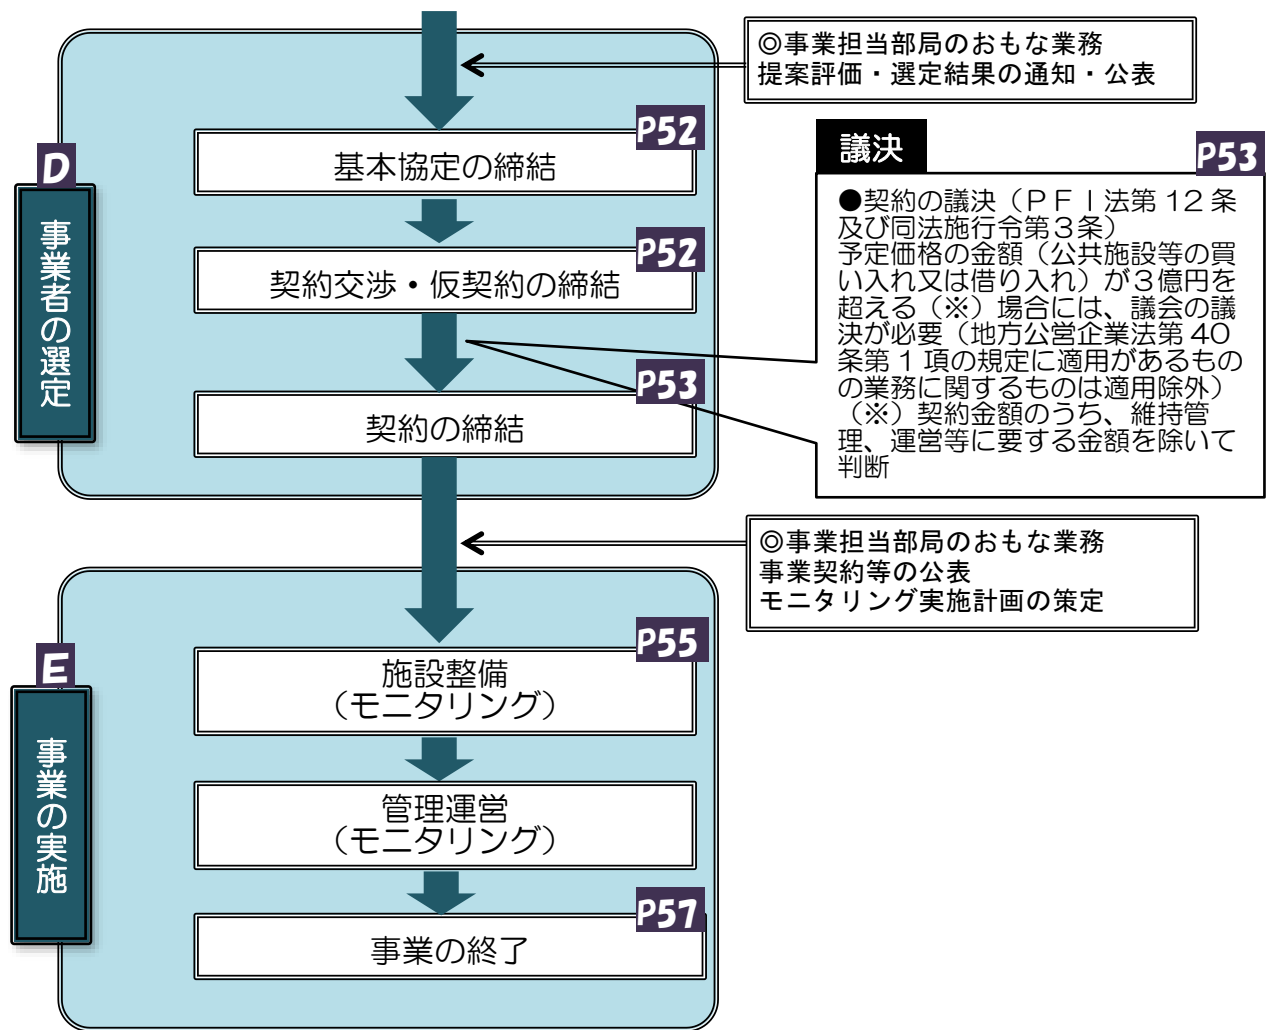 ◎事業担当部局のおもな業務
提案評価・選定結果の通知・公表
D
事業者の選定
P52
基本協定の締結
P52
契約交渉・仮契約の締結
議決
P53
●契約の議決（ＰＦＩ法第 12 条
及び同法施行令第３条）
予定価格の金額（公共施設等の買
い入れ又は借り入れ）が３億円を
超える（※）場合には、議会の議
決が必要（地方公営企業法第 40
条第 1 項の規定に適用があるもの
の業務に関するものは適用除外）
（※）契約金額のうち、維持管
理、運営等に要する金額を除いて
判断
P53
契約の締結
◎事業担当部局のおもな業務
事業契約等の公表
モニタリング実施計画の策定
E
事業の実施
P55
施設整備
（モニタリング）
管理運営
（モニタリング）
P57
事業の終了